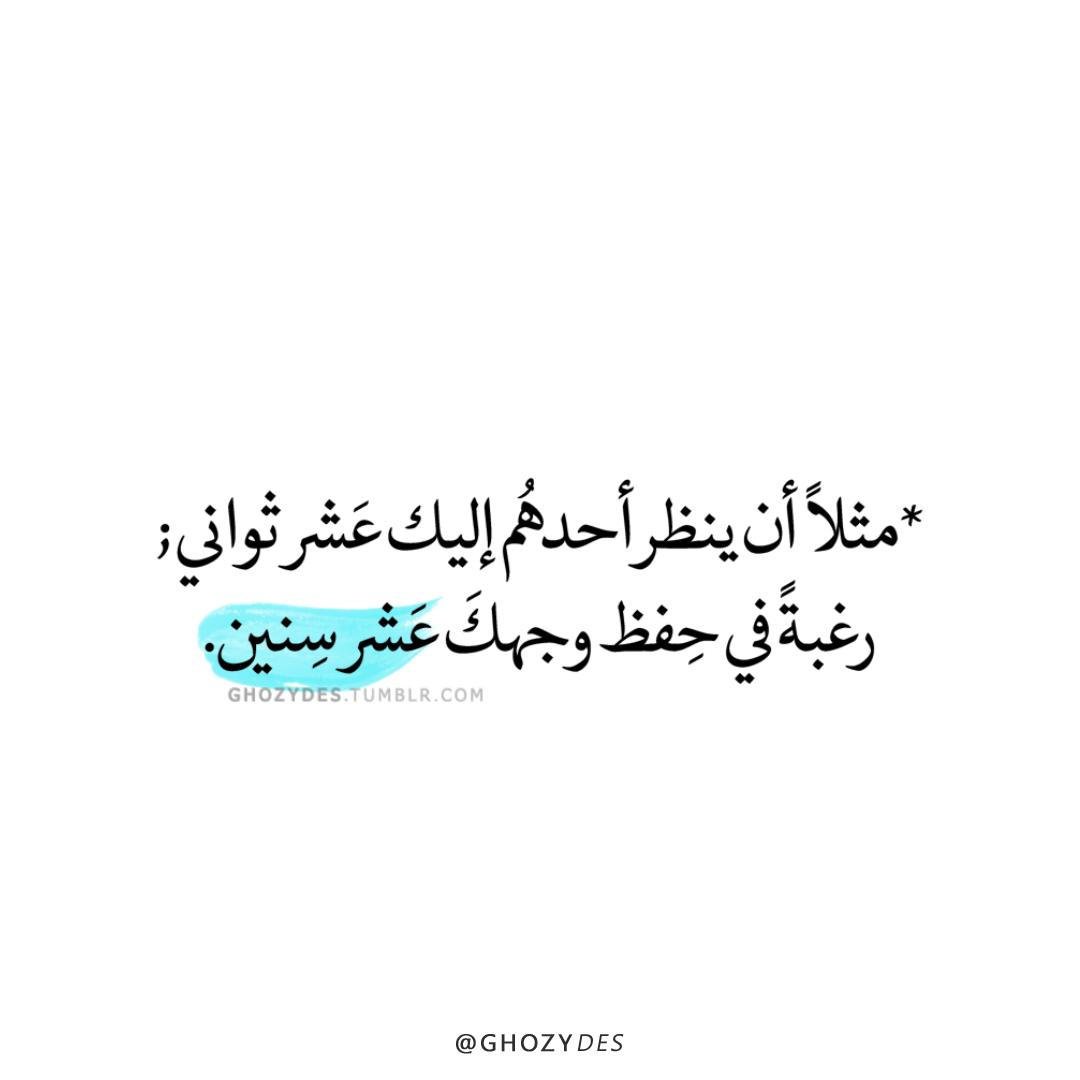 *مثلاً أن ينظر أحدهُم إليك عَشر ثواني ;
رغبةً في حِفظ وجهكَ عَشر سِنين.
GHOZYDES.TUMBLR.COM
@GHOZYDES